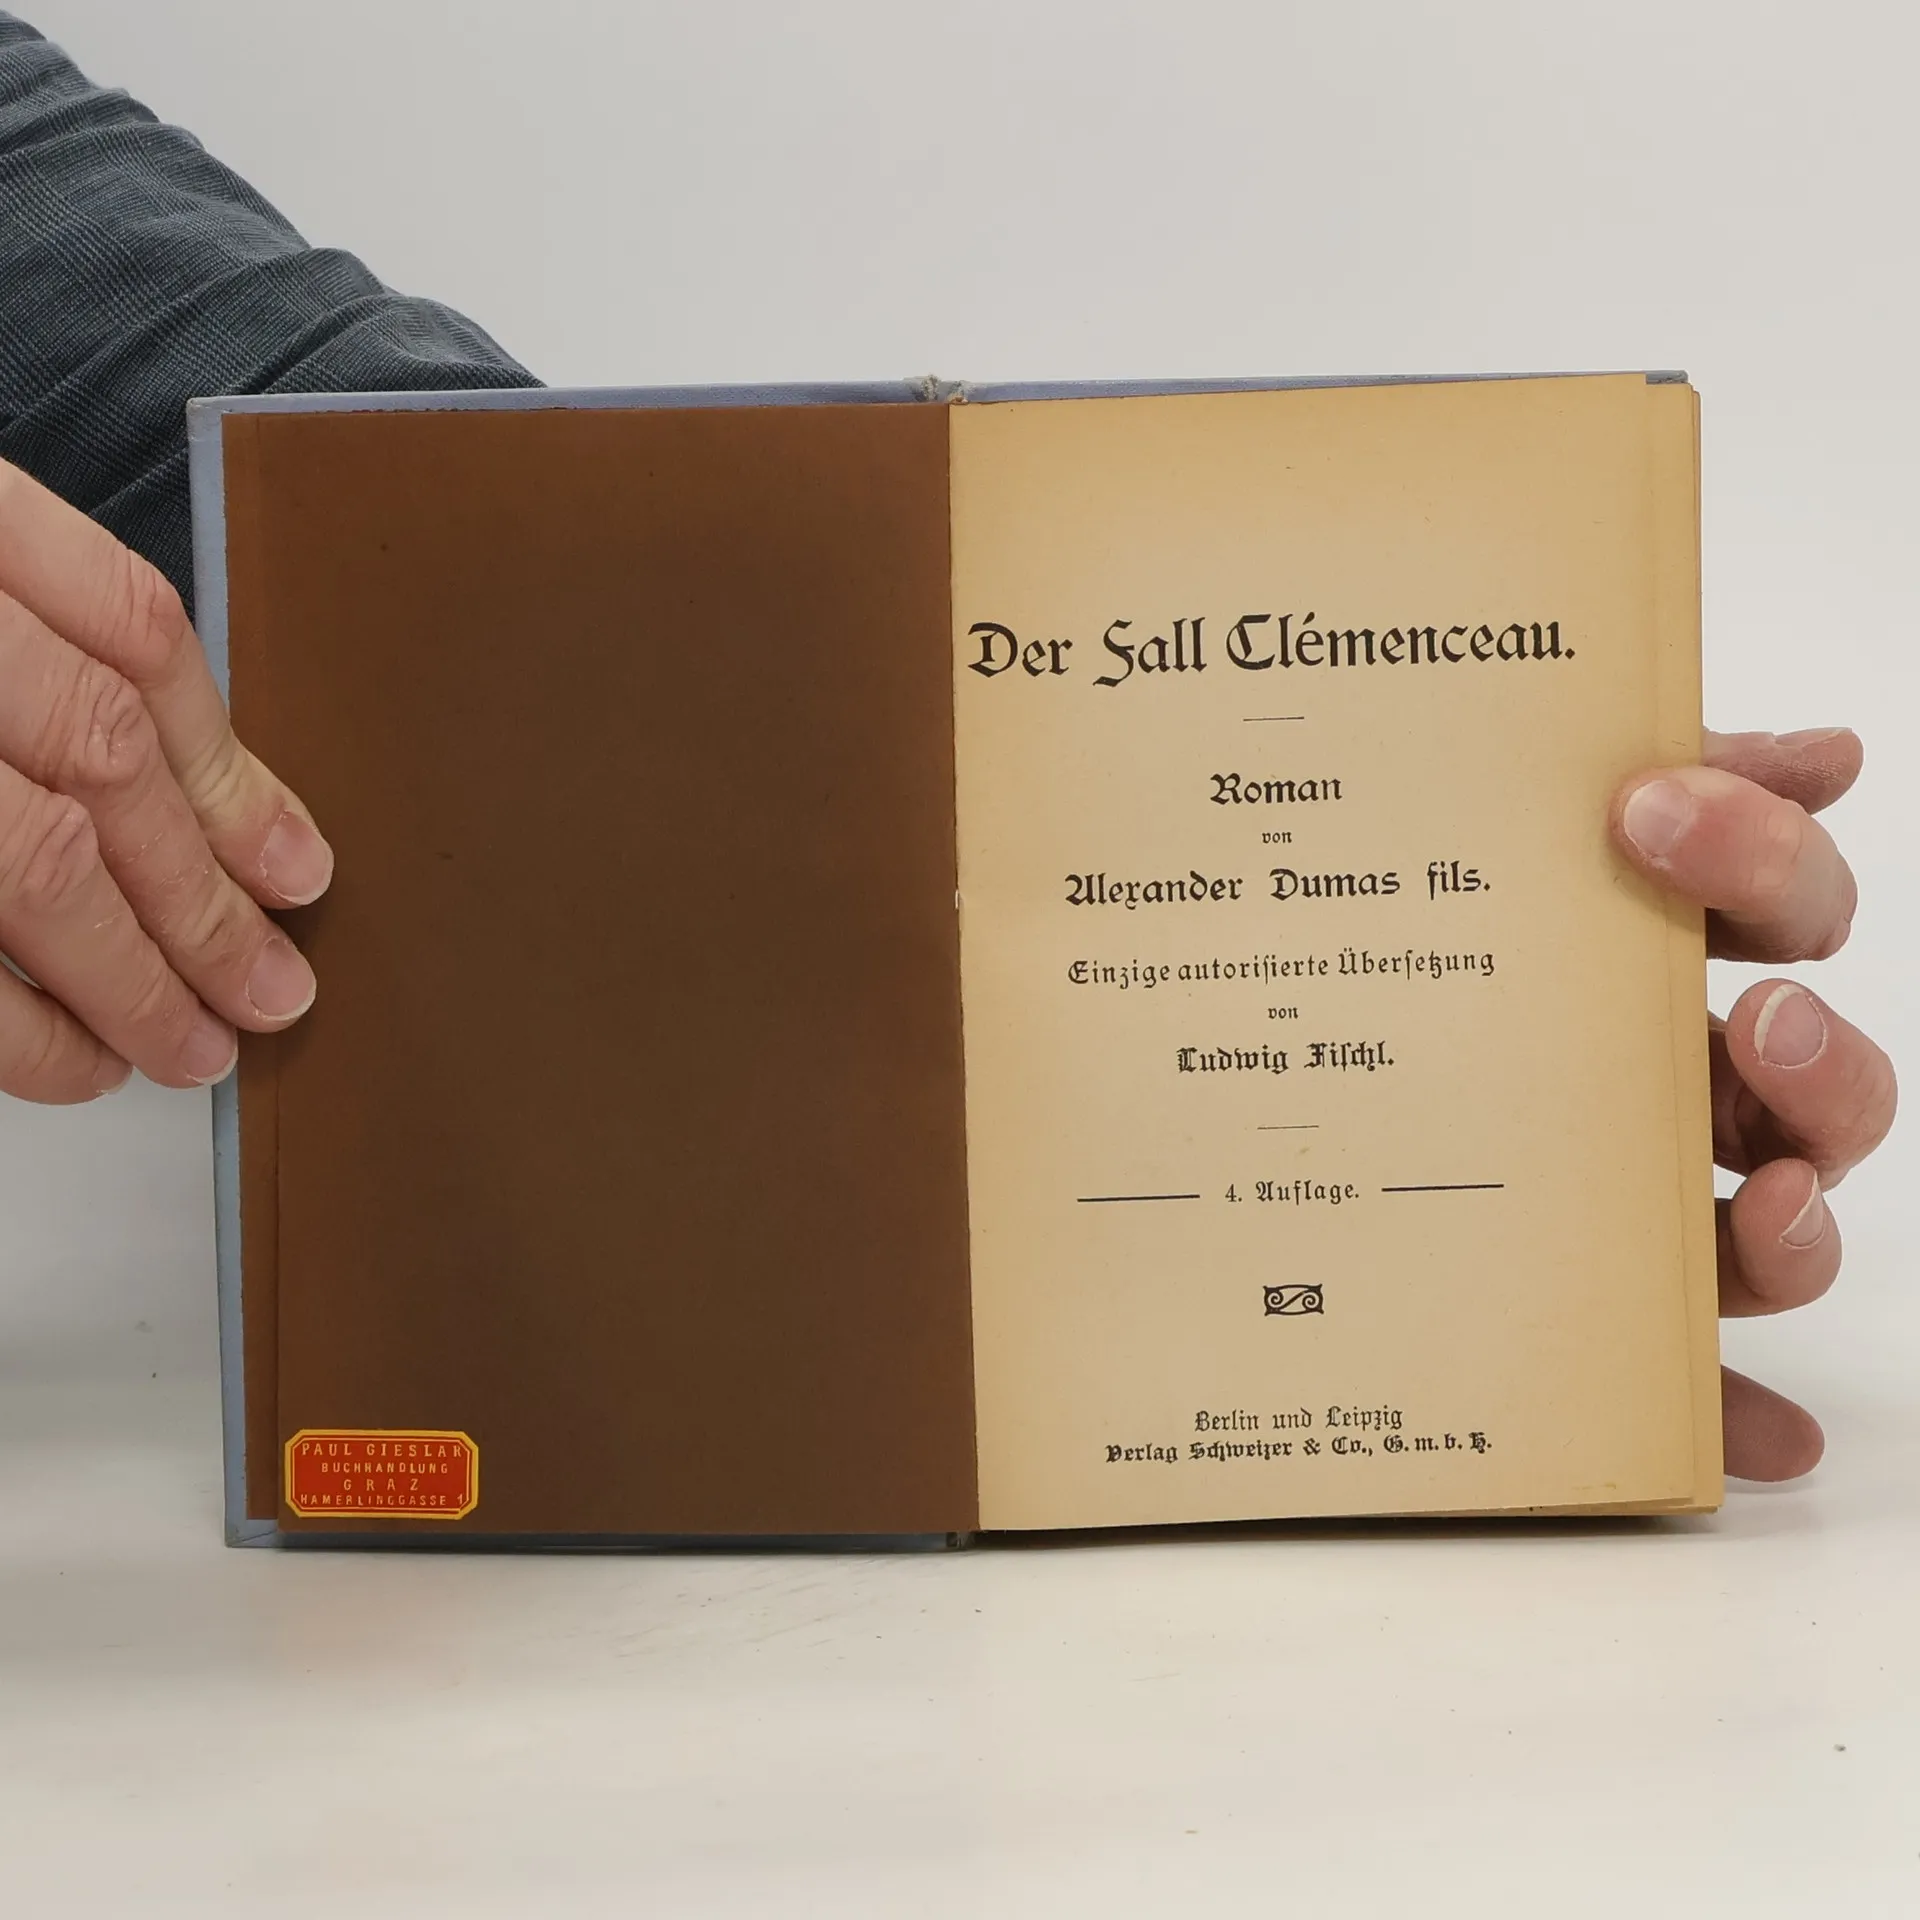 PAUL GIESLAR
BUCHHANDLUNG
GRAZ
HAMERLINGGASSE 1
Der Fall Clémenceau.
Roman
von
Alexander Dumas fils.
Einzige autorisierte Übersetzung
von
Ludwig Fischl.
4. Auflage.
Berlin und Leipzig
Verlag Schweizer & Co., G. m. b. H.